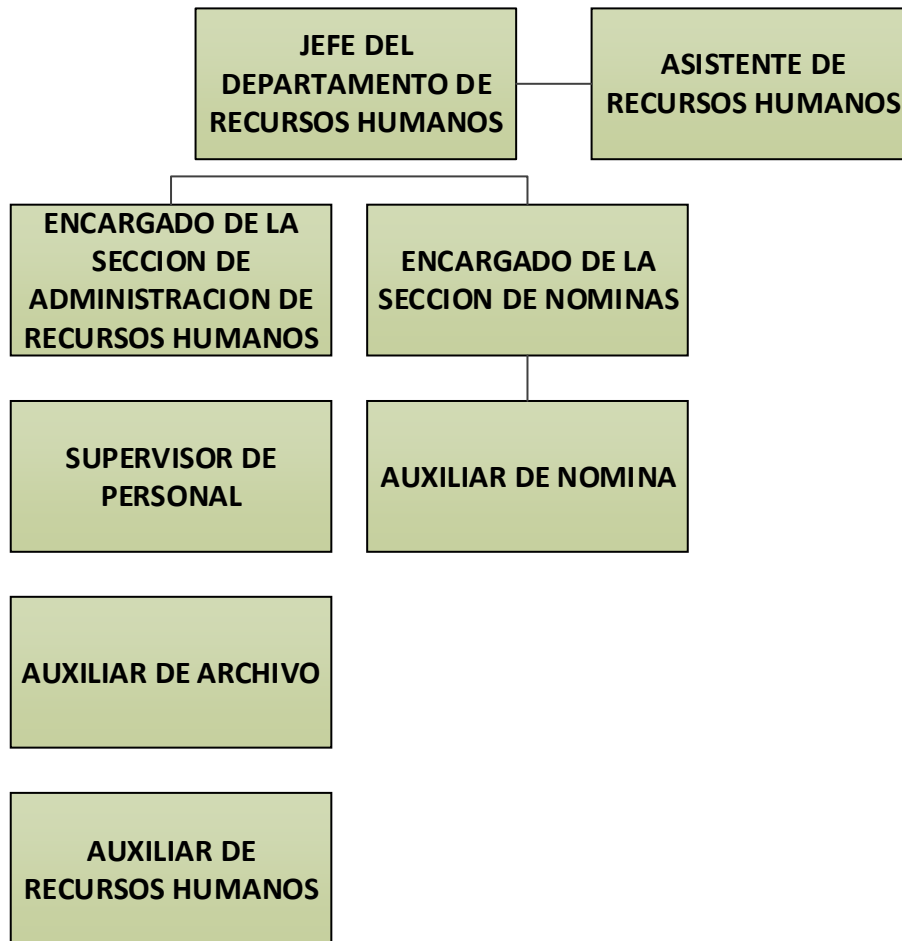 JEFE DEL
DEPARTAMENTO DE
RECURSOS HUMANOS
ASISTENTE DE
RECURSOS HUMANOS
ENCARGADO DE LA
SECCION DE
ADMINISTRACION DE
RECURSOS HUMANOS
ENCARGADO DE LA
SECCION DE NOMINAS
SUPERVISOR DE
PERSONAL
AUXILIAR DE NOMINA
AUXILIAR DE ARCHIVO
AUXILIAR DE
RECURSOS HUMANOS